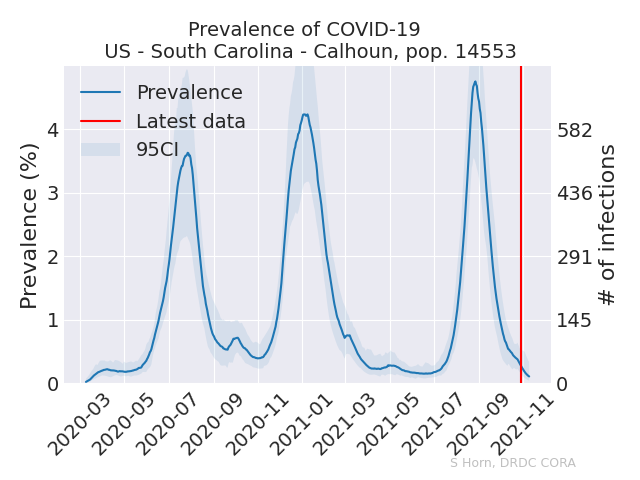 Prevalence of COVID-19
US - South Carolina - Calhoun, pop. 14553
Prevalence
Latest data
95CI
Prevalence (%)
4
3
2
1
0
582
436
291
145
0
# of infections
2020-03
2020-05
2020-07
2020-09
2020-11
2021-01
2021-03
2021-05
2021-07
2021-09
2021-11
S Horn, DRDC CORA